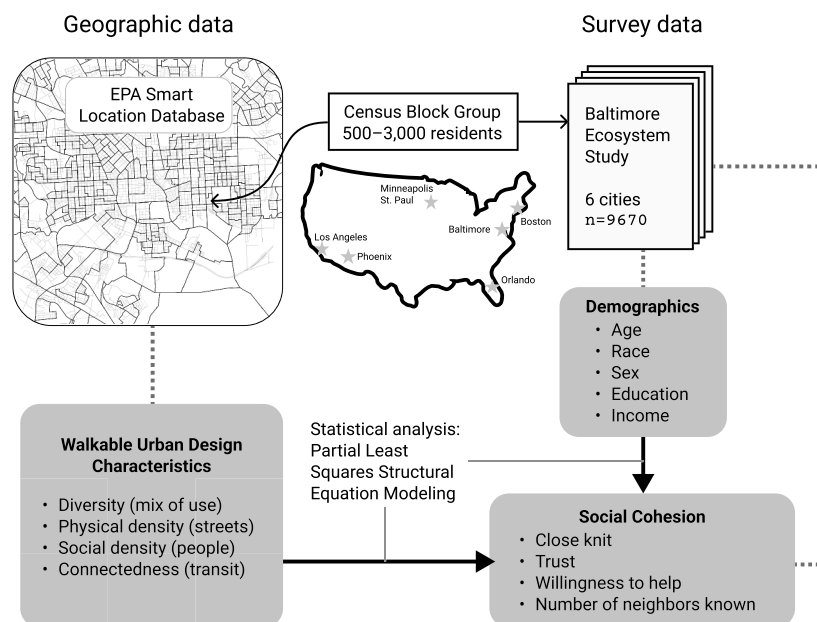 Geographic data
Survey data
EPA Smart
Location Database
Census Block Group
500–3,000 residents
Baltimore
Ecosystem
Study
6 cities
n=9670
Minneapolis
St. Paul
Boston
Baltimore
Los Angeles
Phoenix
Orlando
Demographics
• Age
• Race
• Sex
• Education
• Income
Walkable Urban Design
Characteristics
• Diversity (mix of use)
• Physical density (streets)
• Social density (people)
• Connectedness (transit)
Statistical analysis:
Partial Least
Squares Structural
Equation Modeling
Social Cohesion
• Close knit
• Trust
• Willingness to help
• Number of neighbors known